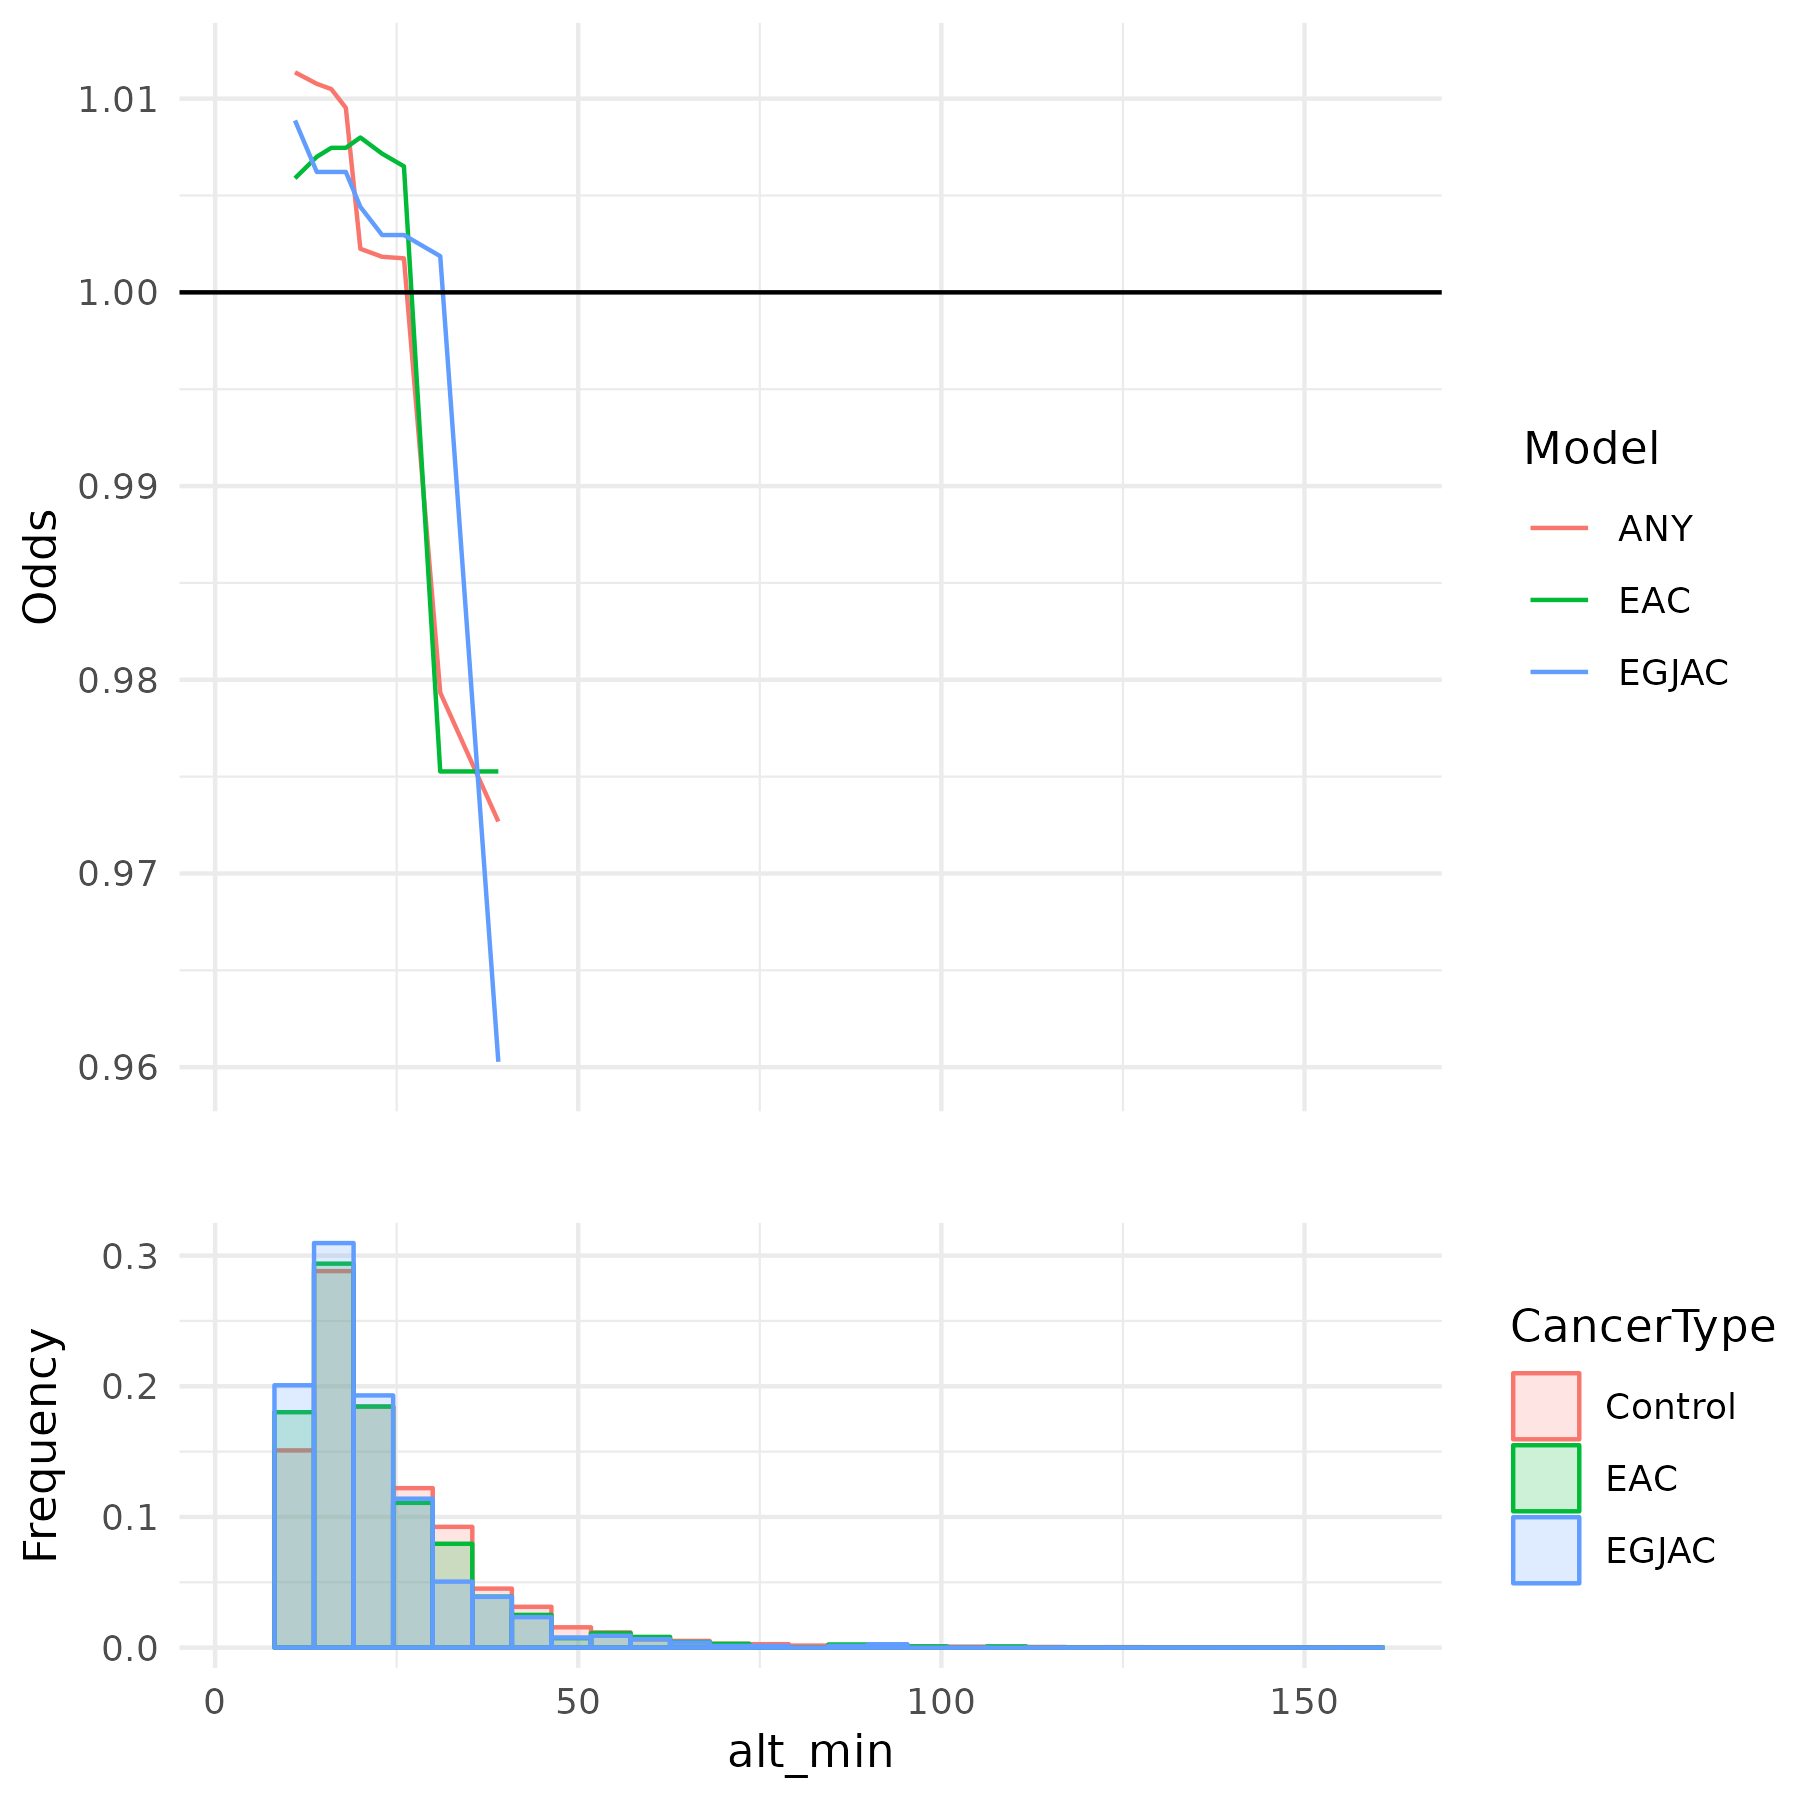 1.01
1.00
0.99
0.98
0.97
0.96
Odds
Model
ANY
EAC
EGJAC
0.3
0.2
0.1
0.0
Frequency
0
50
100
150
alt_min
CancerType
Control
EAC
EGJAC